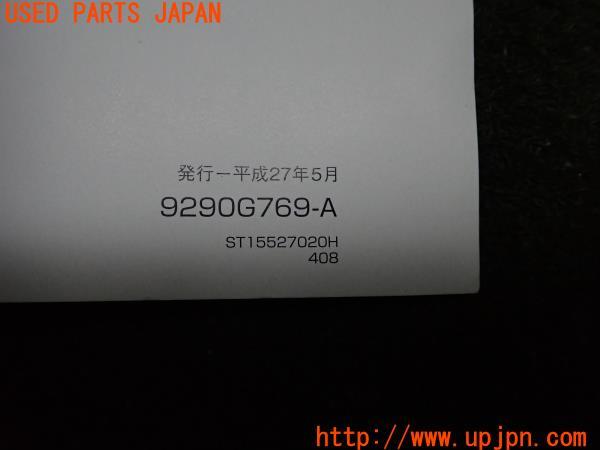 USED PARTS JAPAN
発行ー平成27年5月
9290G769-A
ST15527020H
408
http://www.upjpn.com